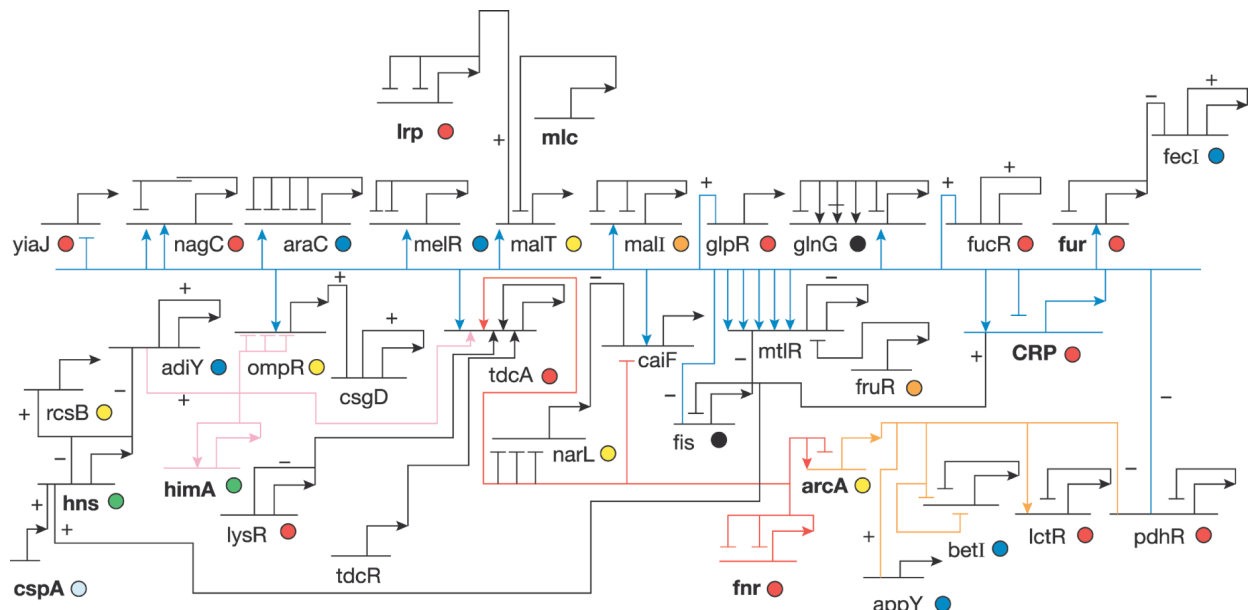 lrp
mlc
+
+
+
−
fecI
+
+
yiaJ
nagC
araC
melR
malT
malI
glpR
glnG
fucR
fur
+
+
−
−
+
adiY
ompR
csgD
tdcA
caiF
mtlR
CRP
+
rcsB
−
+
−
−
fruR
−
+
narL
fis
−
himA
−
arcA
hns
+
+
lysR
lctR
pdhR
betI
+
cspA
tdcR
fnr
appY